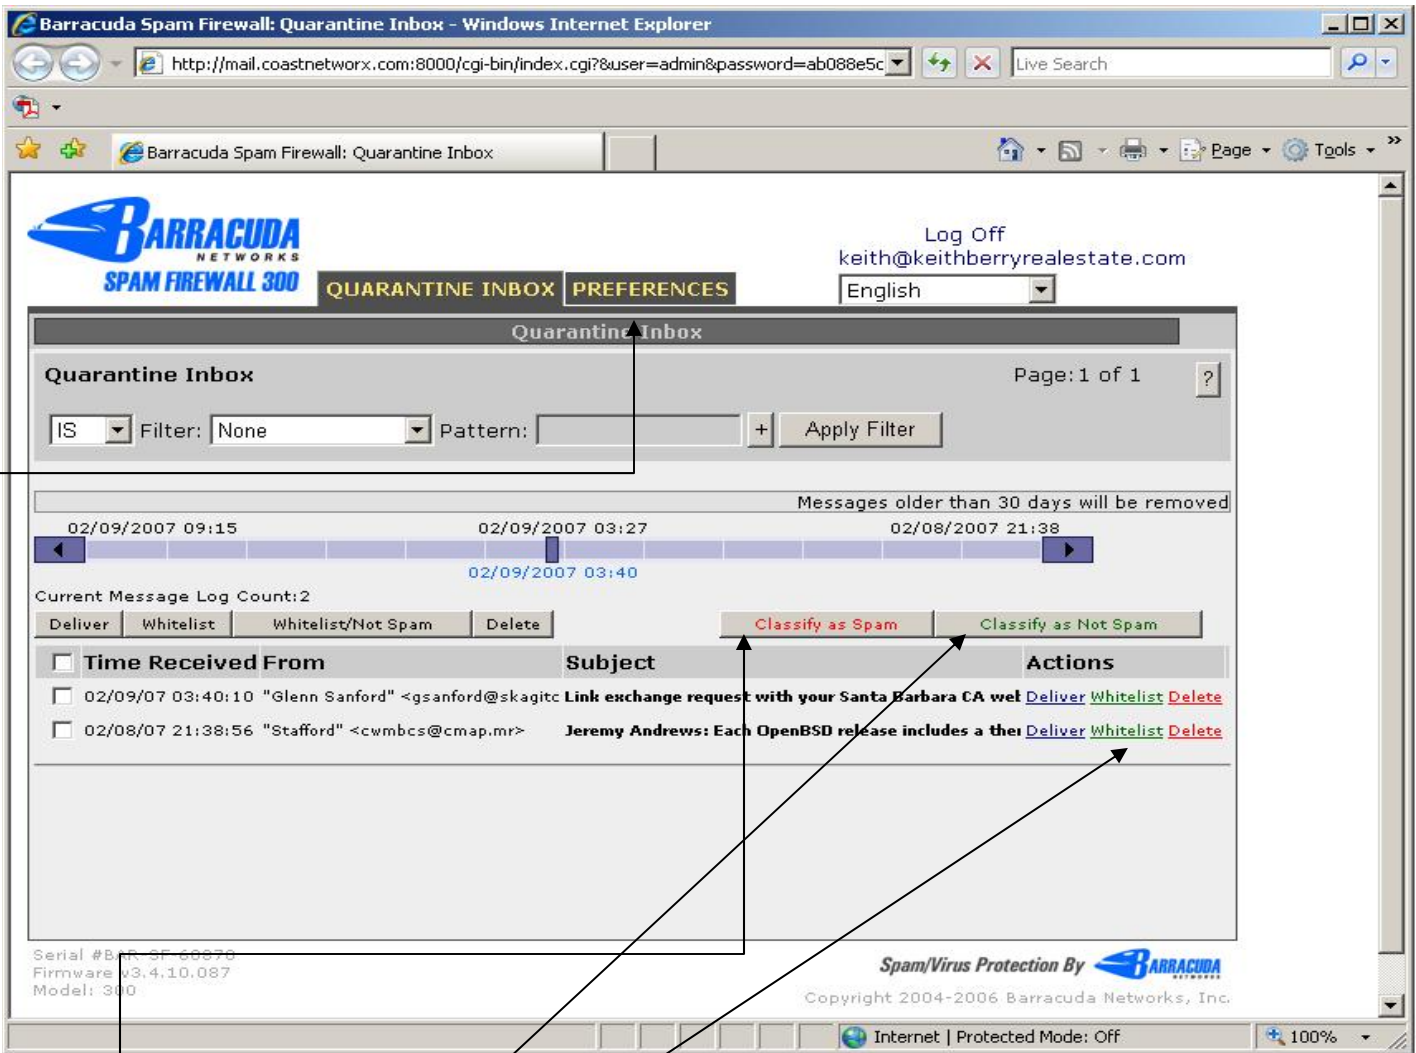 Barracuda Spam Firewall: Quarantine Inbox - Windows Internet Explorer
http://mail.coastnetworx.com:8000/cgi-bin/index.cgi?&user=admin&password=ab088e5c
Live Search
Barracuda Spam Firewall: Quarantine Inbox
Page
Tools
»
BARRACUDA
NETWORKS
SPAM FIREWALL 300
Log Off
keith@keithberryrealestate.com
QUARANTINE INBOX PREFERENCES
English
Quarantine Inbox
Quarantine Inbox
Page:1 of 1
?
IS Filter: None Pattern: + Apply Filter
Messages older than 30 days will be removed
02/09/2007 09:15 02/09/2007 03:27 02/08/2007 21:38
02/09/2007 03:40
Current Message Log Count:2
Deliver Whitelist Whitelist/Not Spam Delete Classify as Spam Classify as Not Spam
Time Received From Subject Actions
02/09/07 03:40:10 "Glenn Sanford" <gsanford@skagitc Link exchange request with your Santa Barbara CA wel Deliver Whitelist Delete
02/08/07 21:38:56 "Stafford" <cwmbcs@cmap.mr> Jeremy Andrews: Each OpenBSD release includes a the Deliver Whitelist Delete
Serial #BAR-SF-60870
Firmware v3.4.10.087
Model: 300
Spam/Virus Protection By BARRACUDA
NETWORKS
Copyright 2004-2006 Barracuda Networks, Inc.
Internet | Protected Mode: Off
100%